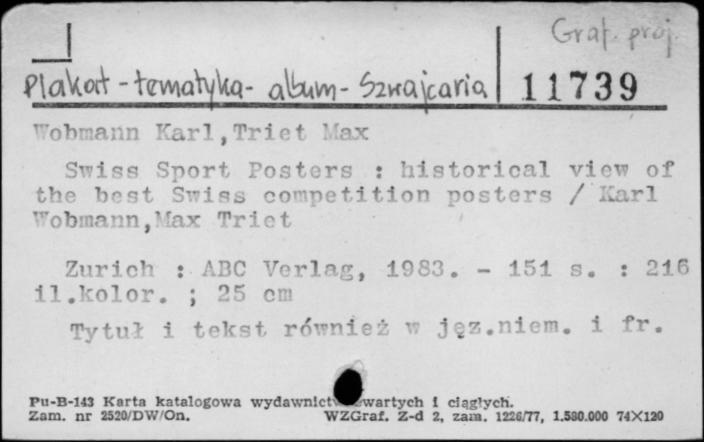 Graf. proj.
Plakat - tematyka - album - Szwajcaria 11739
Wobmann Karl,Triet Max
Swiss Sport Posters : historical view of
the best Swiss competition posters / Karl
Wobmann,Max Triet
Zurich : ABC Verlag, 1983. - 151 s. : 216
il.kolor. ; 25 cm
Tytuł i tekst również w jęz.niem. i fr.
Pu-B-143 Karta katalogowa wydawnictw zwartych i ciągłych.
Zam. nr 2520/DW/On. WZGraf. Z-d 2, zam. 1226/77, 1.580.000 74X120